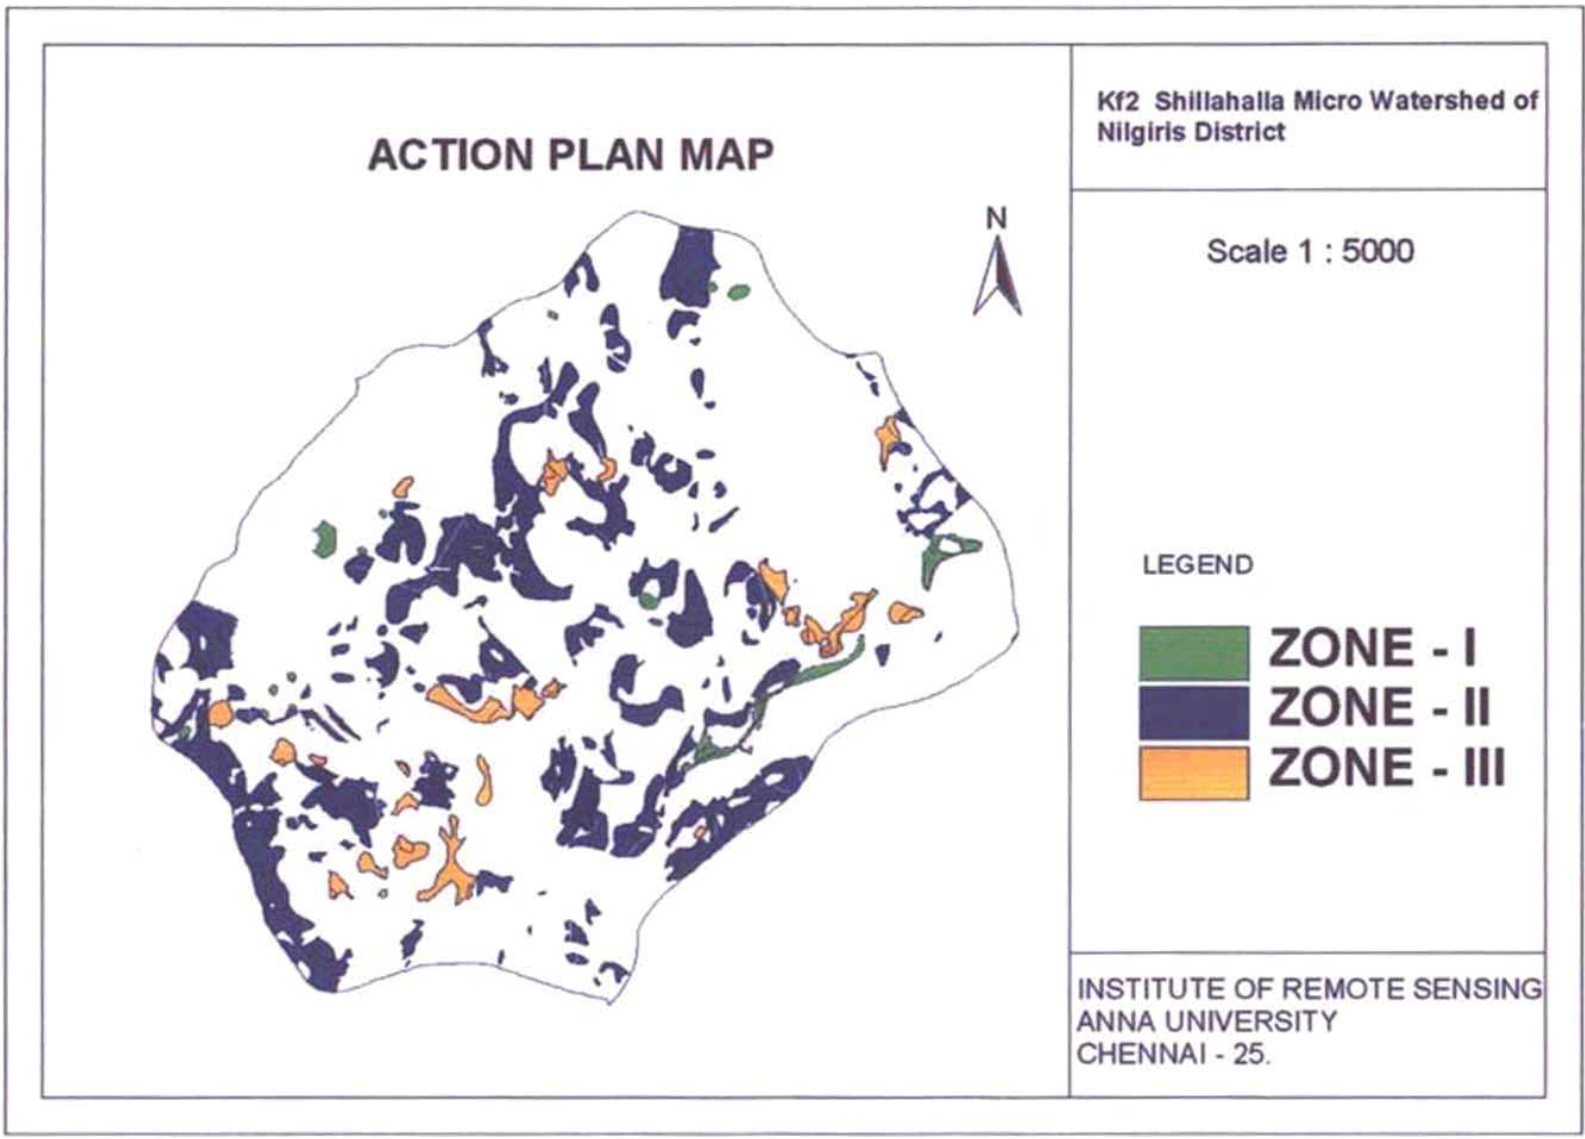 ACTION PLAN MAP
N
Kf2 Shillahalla Micro Watershed of
Nilgiris District
Scale 1 : 5000
LEGEND
ZONE - I
ZONE - II
ZONE - III
INSTITUTE OF REMOTE SENSING
ANNA UNIVERSITY
CHENNAI - 25.